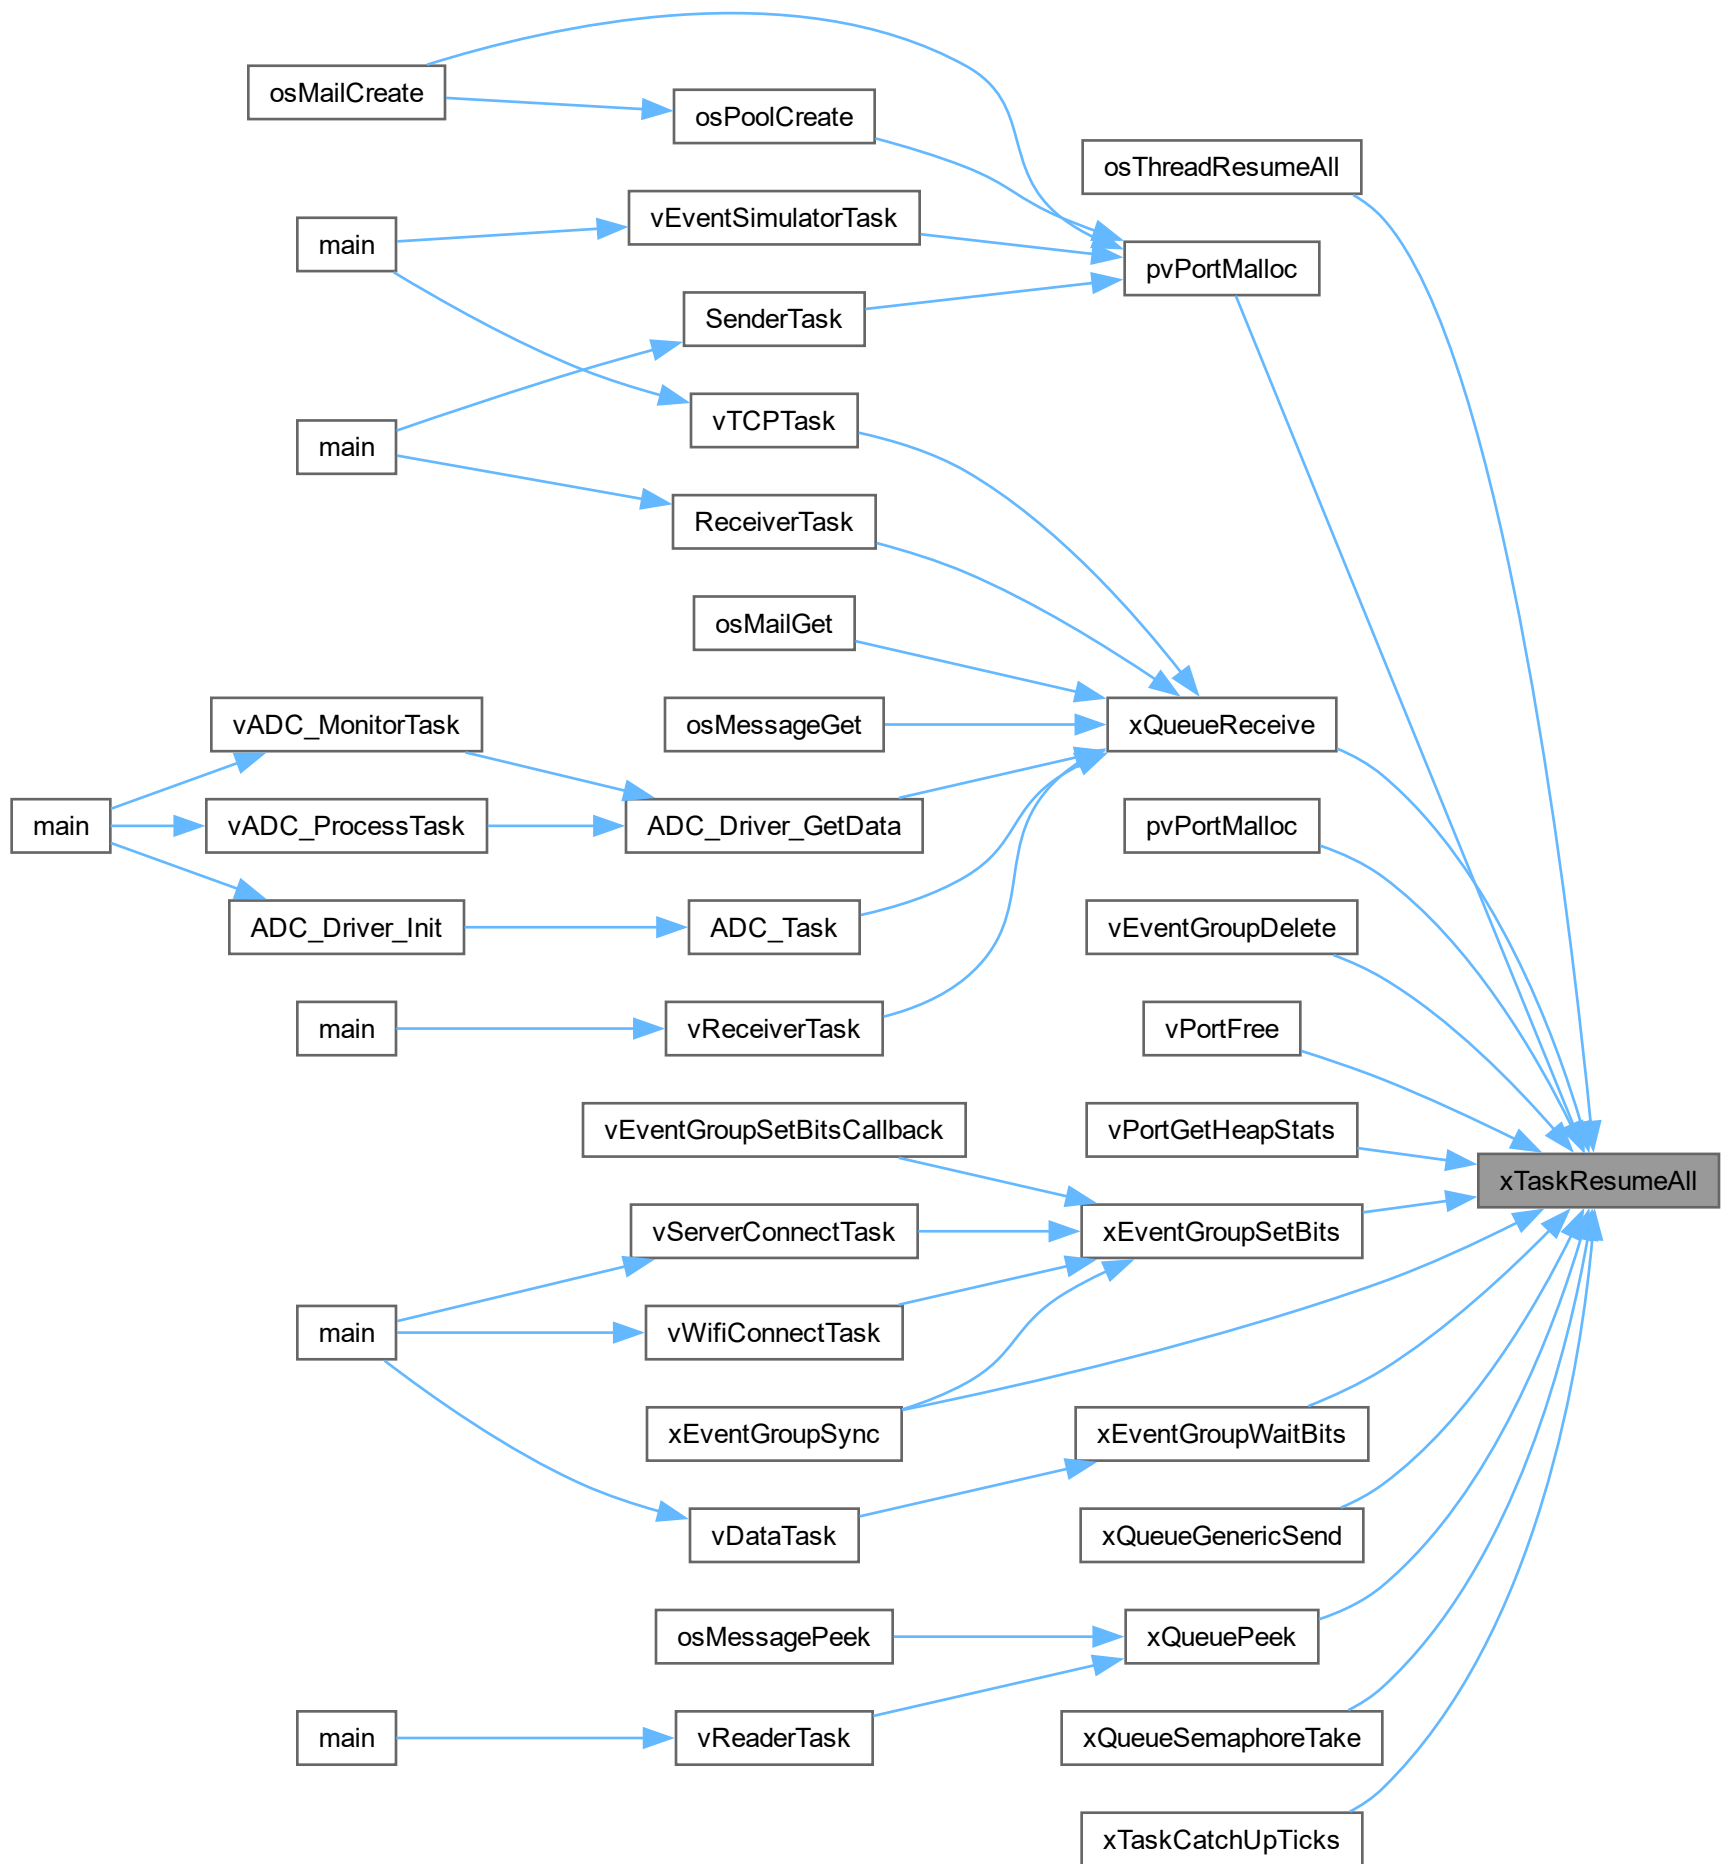 osMailCreate
osPoolCreate
osThreadResumeAll
vEventSimulatorTask
main
pvPortMalloc
SenderTask
vTCPTask
main
ReceiverTask
osMailGet
vADC_MonitorTask
osMessageGet
xQueueReceive
main
vADC_ProcessTask
ADC_Driver_GetData
pvPortMalloc
ADC_Driver_Init
ADC_Task
vEventGroupDelete
main
vReceiverTask
vPortFree
vEventGroupSetBitsCallback
vPortGetHeapStats
xTaskResumeAll
vServerConnectTask
xEventGroupSetBits
main
vWifiConnectTask
xEventGroupSync
xEventGroupWaitBits
vDataTask
xQueueGenericSend
osMessagePeek
xQueuePeek
main
vReaderTask
xQueueSemaphoreTake
xTaskCatchUpTicks